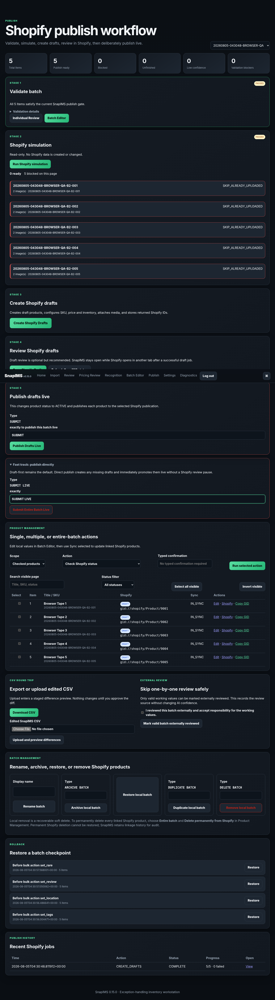 PUBLISH
Shopify publish workflow
Validate, simulate, create drafts, review in Shopify, then deliberately publish live.
20260805-043048-BROWSER-QA
5
Total items
5
Publish ready
0
Blocked
0
Unfinished
0
Low confidence
0
Validation blockers
STAGE 1
PASSED
Validate batch
All 5 Items satisfy the current SnapIMS publish gate.
Validation details
Individual Review
Batch Editor
STAGE 2
PASSED
Shopify simulation
Read-only. No Shopify data is created or changed.
Run Shopify simulation
0 ready 5 blocked on this page
20260805-043048-BROWSER-QA-B2-001
SKIP_ALREADY_UPLOADED
2 image(s) · 20260805-043048-BROWSER-QA-B2-001
20260805-043048-BROWSER-QA-B2-002
SKIP_ALREADY_UPLOADED
2 image(s) · 20260805-043048-BROWSER-QA-B2-002
20260805-043048-BROWSER-QA-B2-003
SKIP_ALREADY_UPLOADED
2 image(s) · 20260805-043048-BROWSER-QA-B2-003
20260805-043048-BROWSER-QA-B2-004
SKIP_ALREADY_UPLOADED
2 image(s) · 20260805-043048-BROWSER-QA-B2-004
20260805-043048-BROWSER-QA-B2-005
SKIP_ALREADY_UPLOADED
2 image(s) · 20260805-043048-BROWSER-QA-B2-005
STAGE 3
Create Shopify drafts
Creates draft products, configures SKU, price and inventory, attaches media, and stores returned Shopify IDs.
Create Shopify Drafts
STAGE 4
Review Shopify drafts
Draft review is optional but recommended. SnapIMS stays open while Shopify opens in another tab after a successful draft job.
SnapIMS v0.15.0
Home
Import
Review
Pricing Review
Recognition
Batch Editor
Publish
Settings
Diagnostics
Log out
⌘
STAGE 5
Publish drafts live
This changes product status to ACTIVE and publishes each product to the selected Shopify publication.
Type
SUBMIT
exactly to publish this batch live
SUBMIT
Publish Drafts Live
Fast track: publish directly
Draft-first remains the default. Direct publish creates any missing drafts and immediately promotes them live without a Shopify review pause.
Type
SUBMIT LIVE
exactly
SUBMIT LIVE
Submit Entire Batch Live
PRODUCT MANAGEMENT
Single, multiple, or entire-batch actions
Edit local values in Batch Editor, then use Sync selected to update linked Shopify products.
Scope
Checked products
Action
Check Shopify status
Typed confirmation
No typed confirmation required
Run selected action
Search visible page
Title, SKU, status
Status filter
All statuses
Select all visible
Invert visible
Select Item Title / SKU Shopify Sync Actions
1 Browser Tape 1 DRAFT IN_SYNC Edit · Shopify · Copy GID
20260805-043048-BROWSER-QA-B2-001 gid://shopify/Product/9001
2 Browser Tape 2 DRAFT IN_SYNC Edit · Shopify · Copy GID
20260805-043048-BROWSER-QA-B2-002 gid://shopify/Product/9002
3 Browser Tape 3 DRAFT IN_SYNC Edit · Shopify · Copy GID
20260805-043048-BROWSER-QA-B2-003 gid://shopify/Product/9003
4 Browser Tape 4 DRAFT IN_SYNC Edit · Shopify · Copy GID
20260805-043048-BROWSER-QA-B2-004 gid://shopify/Product/9004
5 Browser Tape 5 DRAFT IN_SYNC Edit · Shopify · Copy GID
20260805-043048-BROWSER-QA-B2-005 gid://shopify/Product/9005
CSV ROUND TRIP
Export or upload edited CSV
Upload enters a staged difference preview. Nothing changes until you approve the
diff.
Download CSV
Edited SnapIMS CSV
Choose File No file chosen
Upload and preview differences
EXTERNAL REVIEW
Skip one-by-one review safely
Only valid working values can be marked externally reviewed. This records the review
source without changing AI confidence.
I reviewed this batch externally and accept responsibility for the working
values.
Mark valid batch externally reviewed
BATCH MANAGEMENT
Rename, archive, restore, or remove Shopify products
Display name
Rename batch
Type
ARCHIVE BATCH
Archive local batch
Restore local batch
Type
DUPLICATE BATCH
Duplicate local batch
Type
DELETE BATCH
Remove local batch
Local removal is a recoverable soft delete. To permanently delete every linked Shopify product, choose Entire batch and Delete permanently from Shopify in Product
Management. Permanent Shopify deletion cannot be restored; SnapIMS retains linkage history for audit.
ROLLBACK
Restore a batch checkpoint
Before bulk action set_rare
2026-08-05T04:30:57.568001+00:00 · 5 items
Restore
Before bulk action set_review
2026-08-05T04:30:57.050062+00:00 · 5 items
Restore
Before bulk action set_location
2026-08-05T04:30:56.486641+00:00 · 5 items
Restore
Before bulk action set_tags
2026-08-05T04:30:56.004471+00:00 · 5 items
Restore
PUBLISH HISTORY
Recent Shopify jobs
Time Action Status Progress Open
2026-08-05T04:30:48.811912+00:00 CREATE_DRAFTS COMPLETE 5/5 · 0 failed View
SnapIMS 0.15.0 · Exception-handling inventory workstation